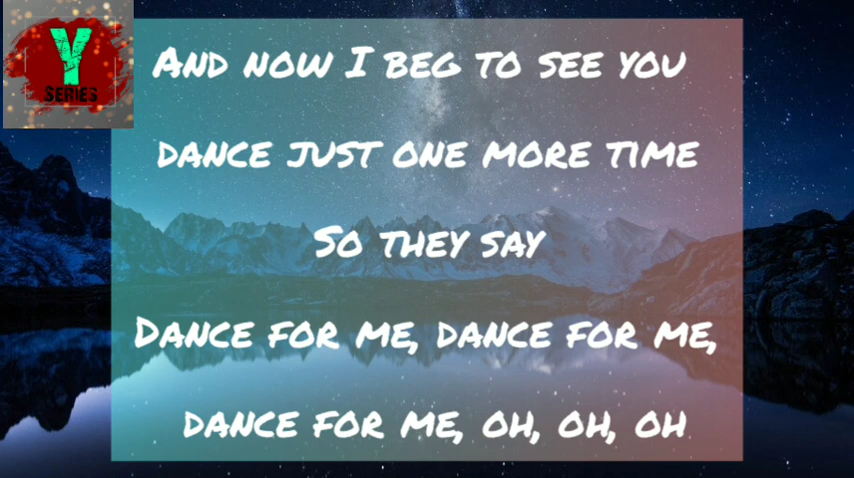 Y
SERIES
AND NOW I BEG TO SEE YOU
DANCE JUST ONE MORE TIME
SO THEY SAY
DANCE FOR ME, DANCE FOR ME,
DANCE FOR ME, OH, OH, OH